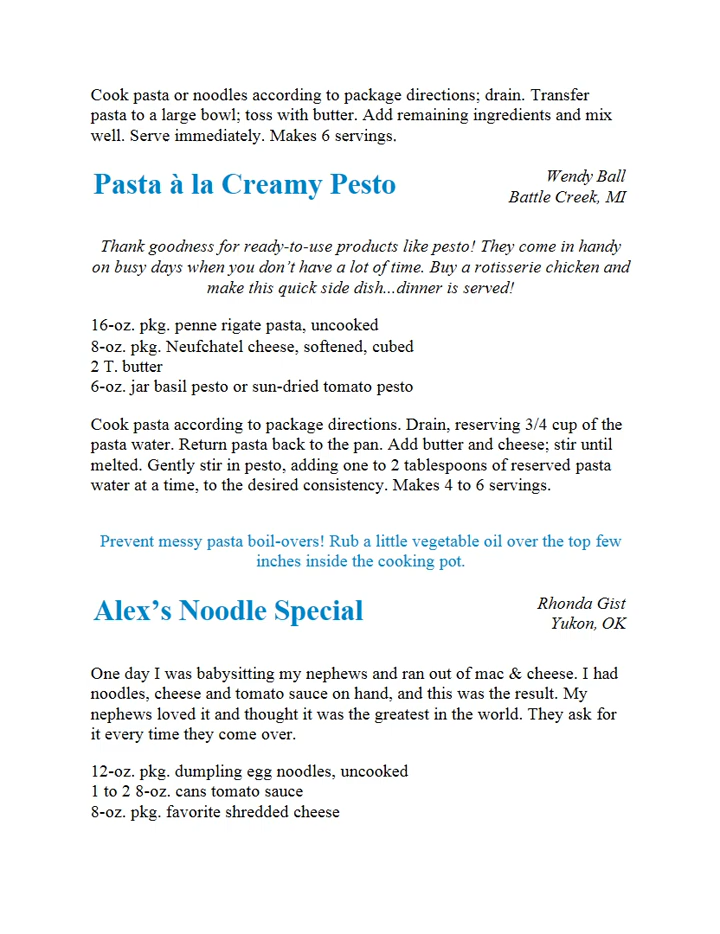 Cook pasta or noodles according to package directions; drain. Transfer
pasta to a large bowl; toss with butter. Add remaining ingredients and mix
well. Serve immediately. Makes 6 servings.
Pasta à la Creamy Pesto
Wendy Ball
Battle Creek, MI
Thank goodness for ready-to-use products like pesto! They come in handy
on busy days when you don’t have a lot of time. Buy a rotisserie chicken and
make this quick side dish...dinner is served!
16-oz. pkg. penne rigate pasta, uncooked
8-oz. pkg. Neufchatel cheese, softened, cubed
2 T. butter
6-oz. jar basil pesto or sun-dried tomato pesto
Cook pasta according to package directions. Drain, reserving 3/4 cup of the
pasta water. Return pasta back to the pan. Add butter and cheese; stir until
melted. Gently stir in pesto, adding one to 2 tablespoons of reserved pasta
water at a time, to the desired consistency. Makes 4 to 6 servings.
Prevent messy pasta boil-overs! Rub a little vegetable oil over the top few
inches inside the cooking pot.
Alex’s Noodle Special
Rhonda Gist
Yukon, OK
One day I was babysitting my nephews and ran out of mac & cheese. I had
noodles, cheese and tomato sauce on hand, and this was the result. My
nephews loved it and thought it was the greatest in the world. They ask for
it every time they come over.
12-oz. pkg. dumpling egg noodles, uncooked
1 to 2 8-oz. cans tomato sauce
8-oz. pkg. favorite shredded cheese